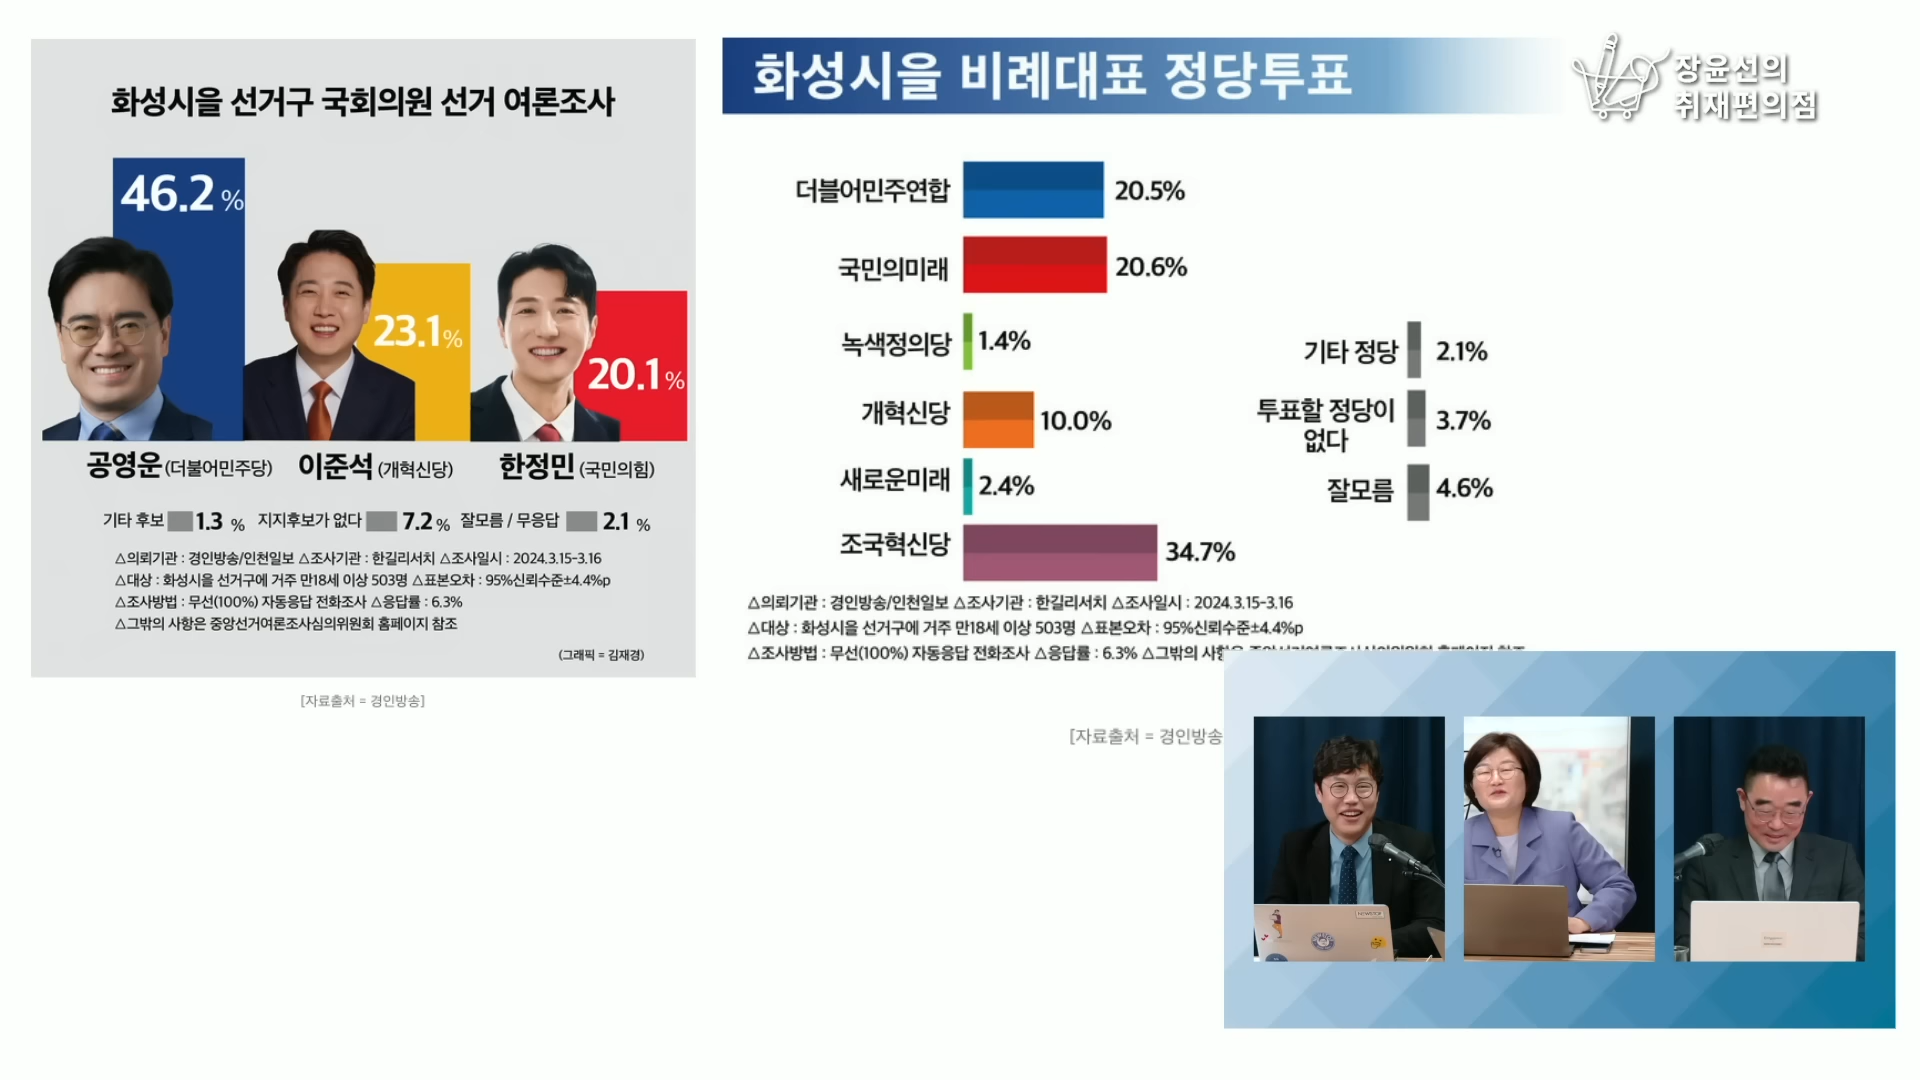 화성시을 선거구 국회의원 선거 여론조사
46.2 %
23.1%
20.1%
공영운 (더불어민주당) 이준석 (개혁신당) 한정민 (국민의힘)
기타 후보 1.3 % 지지후보가 없다 7.2 % 잘모름 / 무응답 2.1 %
△의뢰기관 : 경인방송/인천일보 △조사기관 : 한길리서치 △조사일시 : 2024.3.15-3.16
△대상 : 화성시을 선거구에 거주 만18세 이상 503명 △표본오차 : 95%신뢰수준±4.4%p
△조사방법 : 무선(100%) 자동응답 전화조사 △응답률 : 6.3%
△그밖의 사항은 중앙선거여론조사심의위원회 홈페이지 참조
(그래픽 = 김재경)
[자료출처 = 경인방송]
화성시을 비례대표 정당투표
장윤선의
취재편의점
더블어민주연합 20.5%
국민의미래 20.6%
녹색정의당 1.4%
개혁신당 10.0%
새로운미래 2.4%
조국혁신당 34.7%
기타 정당 2.1%
투표할 정당이
없다 3.7%
잘모름 4.6%
△의뢰기관 : 경인방송/인천일보 △조사기관 : 한길리서치 △조사일시 : 2024.3.15-3.16
△대상 : 화성시을 선거구에 거주 만18세 이상 503명 △표본오차 : 95%신뢰수준±4.4%p
△조사방법 : 무선(100%) 자동응답 전화조사 △응답률 : 6.3% △그밖의
[자료출처 = 경인방송